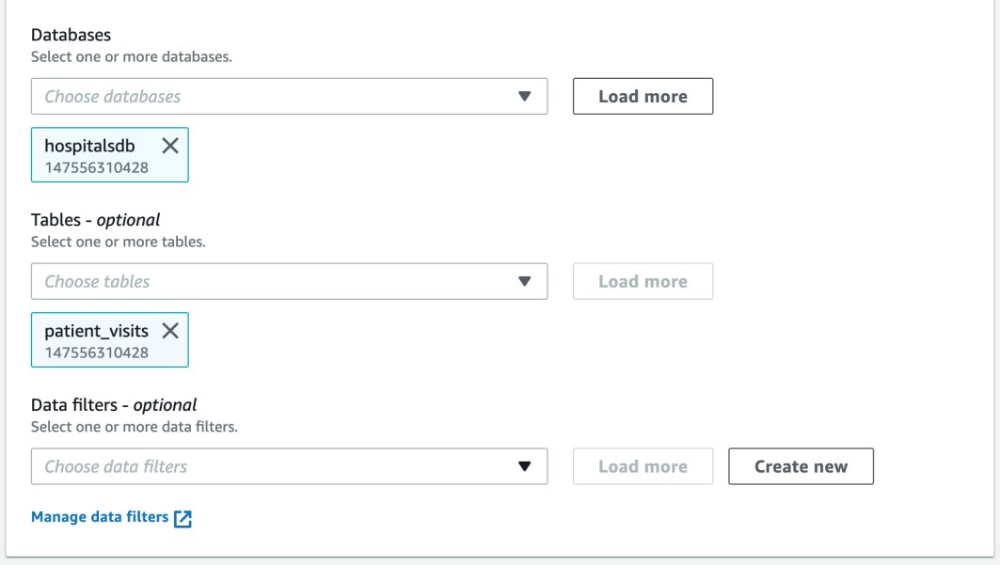 Databases
Select one or more databases.
Choose databases
Load more
hospitalsdb
147556310428
Tables - optional
Select one or more tables.
Choose tables
Load more
patient_visits
147556310428
Data filters - optional
Select one or more data filters.
Choose data filters
Load more
Create new
Manage data filters